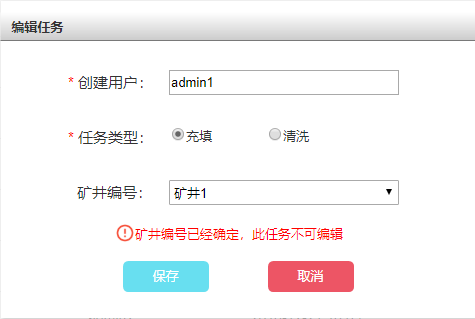 编辑任务
* 创建用户： admin1
* 任务类型： 充填 清洗
矿井编号： 矿井1
矿井编号已经确定，此任务不可编辑
保存 取消